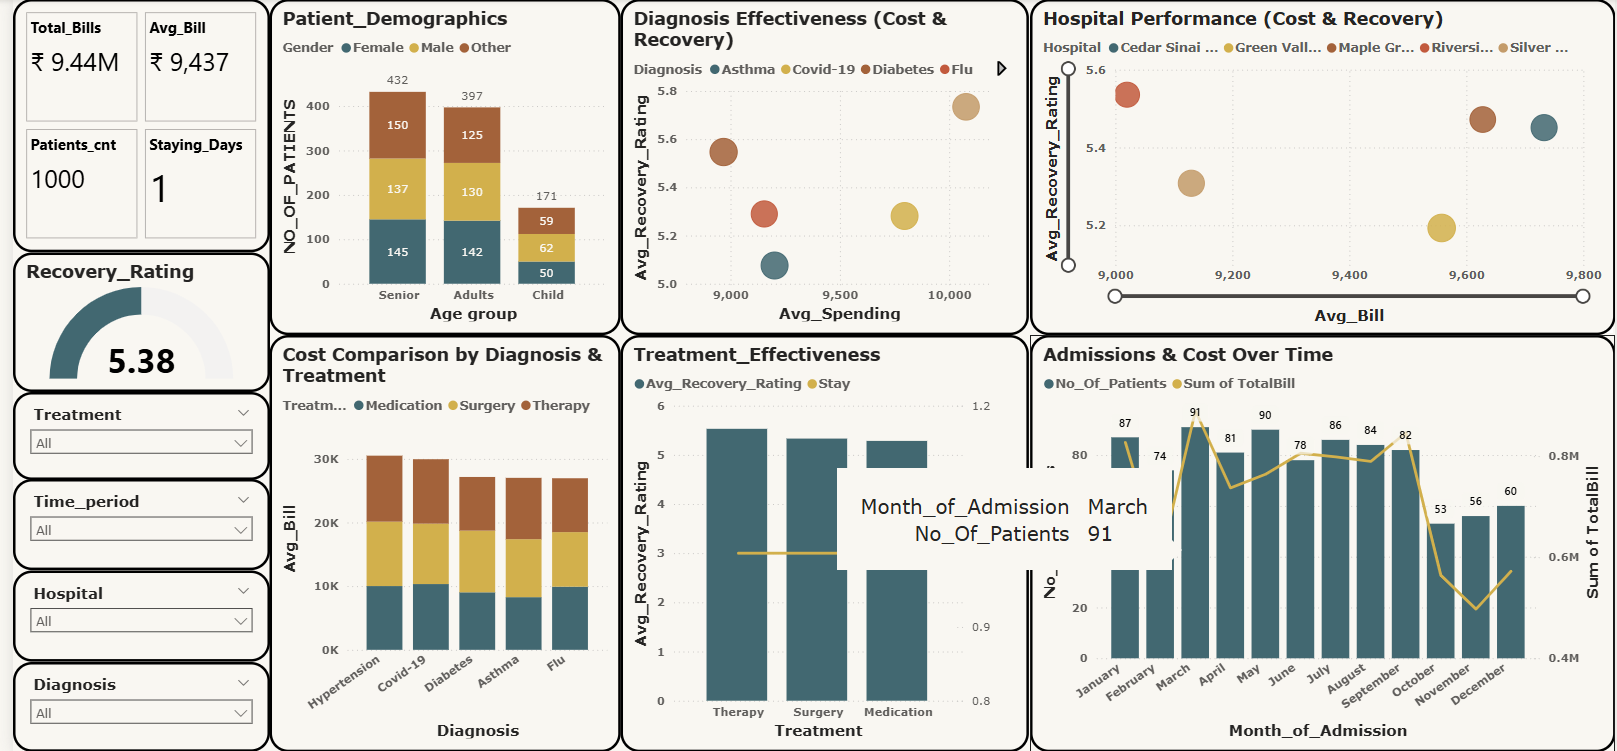 Total_Bills
₹ 9.44M
Avg_Bill
₹ 9,437
Patients_cnt
1000
Staying_Days
1
Recovery_Rating
5.38
Treatment
All
Time_period
All
Hospital
All
Diagnosis
All
Patient_Demographics
Gender Female Male Other
NO_OF_PATIENTS
400
300
200
100
0
432
150
137
145
397
125
130
142
171
59
62
50
Senior Adults Child
Age group
Diagnosis Effectiveness (Cost &
Recovery)
Diagnosis Asthma Covid-19 Diabetes Flu
Avg_Recovery_Rating
5.8
5.6
5.4
5.2
5.0
9,000 9,500 10,000
Avg_Spending
Hospital Performance (Cost & Recovery)
Hospital Cedar Sinai ... Green Vall... Maple Gr... Riversi... Silver ...
Avg_Recovery_Rating
5.6
5.4
5.2
9,000 9,200 9,400 9,600 9,800
Avg_Bill
Cost Comparison by Diagnosis &
Treatment
Treatm... Medication Surgery Therapy
Avg_Bill
30K
20K
10K
0K
Hypertension Covid-19 Diabetes Asthma Flu
Diagnosis
Treatment_Effectiveness
Avg_Recovery_Rating Stay
Avg_Recovery_Rating
6
5
4
3
2
1
0
1.2
0.9
0.8
Therapy Surgery Medication
Treatment
Month_of_Admission March
No_Of_Patients 91
Admissions & Cost Over Time
No_Of_Patients Sum of TotalBill
80
20
0
87 74 91 81 90 78 86 84 82 53 56 60
0.8M
0.6M
0.4M
Sum of TotalBill
January February March April May June July August September October November December
Month_of_Admission